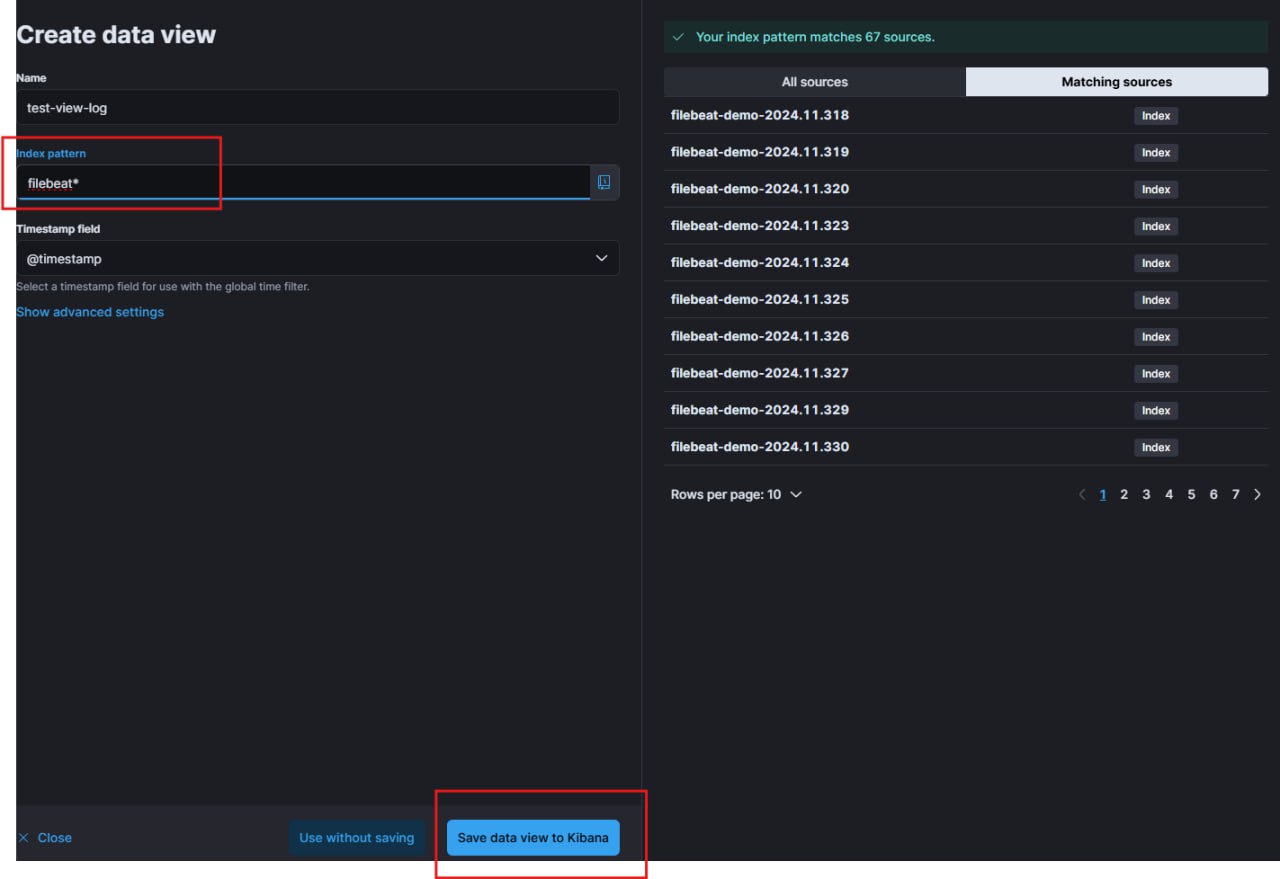 Create data view
Name
test-view-log
Index pattern
filebeat*
Timestamp field
@timestamp
Select a timestamp field for use with the global time filter.
Show advanced settings
Close
Use without saving
Save data view to Kibana
Your index pattern matches 67 sources.
All sources Matching sources
filebeat-demo-2024.11.318 Index
filebeat-demo-2024.11.319 Index
filebeat-demo-2024.11.320 Index
filebeat-demo-2024.11.323 Index
filebeat-demo-2024.11.324 Index
filebeat-demo-2024.11.325 Index
filebeat-demo-2024.11.326 Index
filebeat-demo-2024.11.327 Index
filebeat-demo-2024.11.329 Index
filebeat-demo-2024.11.330 Index
Rows per page: 10 1 2 3 4 5 6 7